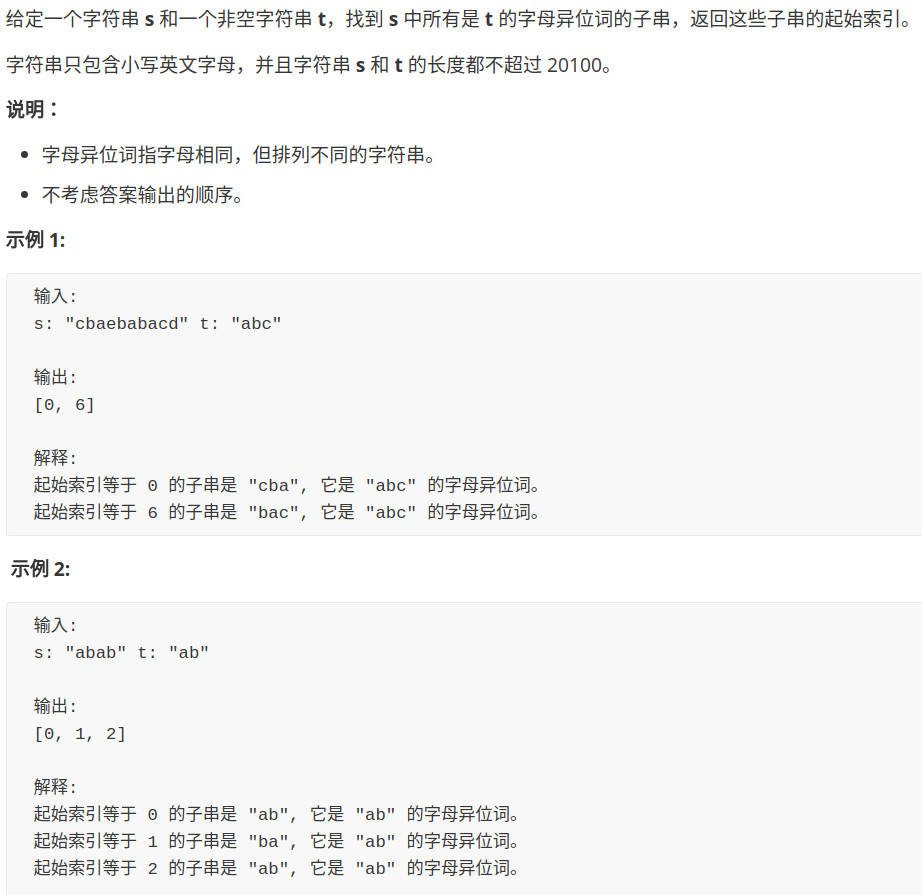 给定一个字符串 s 和一个非空字符串 t，找到 s 中所有是 t 的字母异位词的子串，返回这些子串的起始索引。
字符串只包含小写英文字母，并且字符串 s 和 t 的长度都不超过 20100。
说明：
• 字母异位词指字母相同，但排列不同的字符串。
• 不考虑答案输出的顺序。
示例 1:
输入:
s: "cbaebabacd" t: "abc"
输出:
[0, 6]
解释:
起始索引等于 0 的子串是 "cba", 它是 "abc" 的字母异位词。
起始索引等于 6 的子串是 "bac", 它是 "abc" 的字母异位词。
示例 2:
输入:
s: "abab" t: "ab"
输出:
[0, 1, 2]
解释:
起始索引等于 0 的子串是 "ab", 它是 "ab" 的字母异位词。
起始索引等于 1 的子串是 "ba", 它是 "ab" 的字母异位词。
起始索引等于 2 的子串是 "ab", 它是 "ab" 的字母异位词。